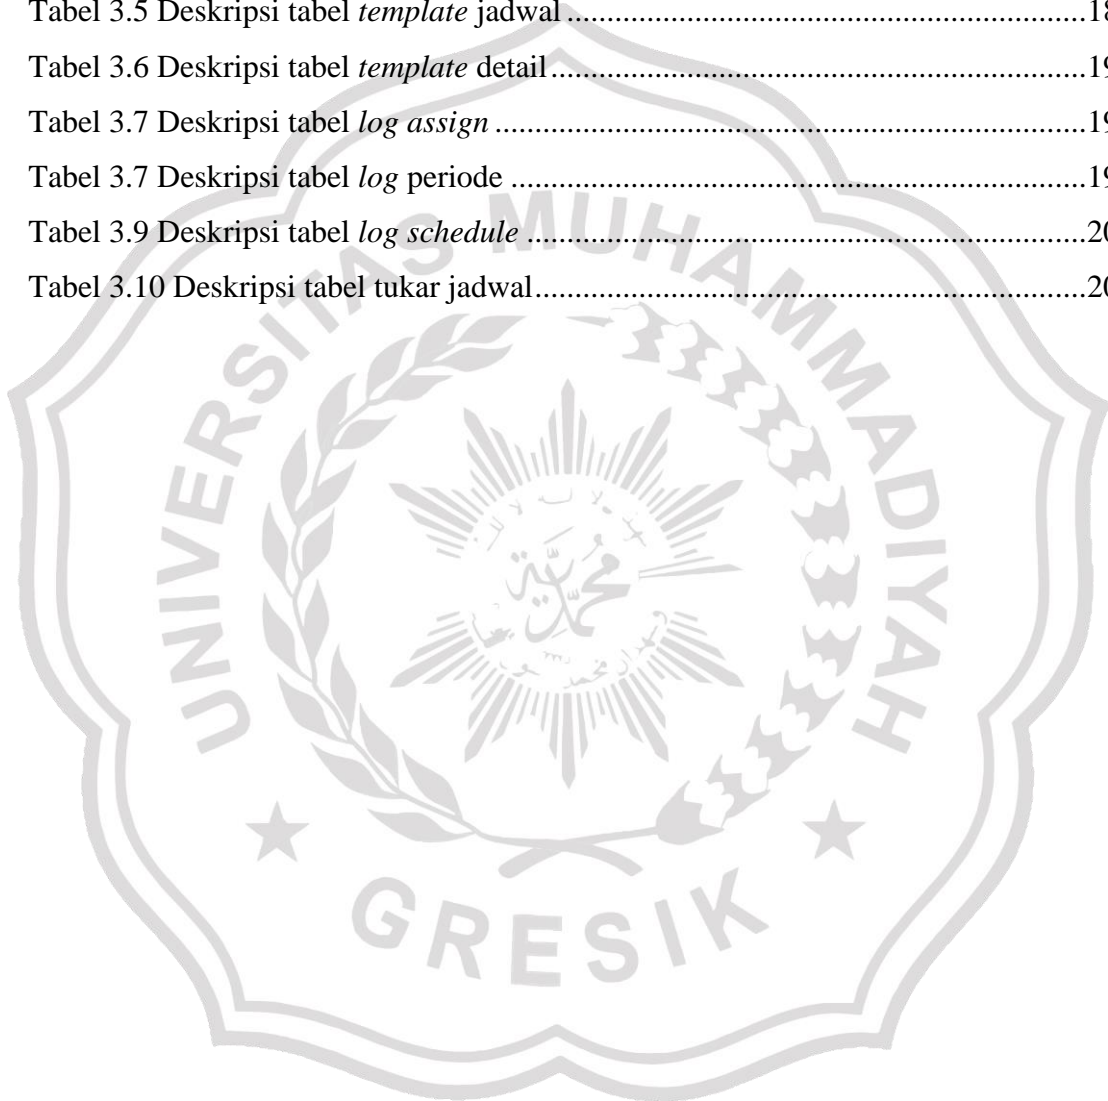 Tabel 3.5 Deskripsi tabel template jadwal ................................................................18
Tabel 3.6 Deskripsi tabel template detail..................................................................19
Tabel 3.7 Deskripsi tabel log assign .........................................................................19
Tabel 3.7 Deskripsi tabel log periode .......................................................................19
Tabel 3.9 Deskripsi tabel log schedule .....................................................................20
Tabel 3.10 Deskripsi tabel tukar jadwal....................................................................20
UNIVERSITAS MUHAMMADIYAH
محمدية
GRESIK